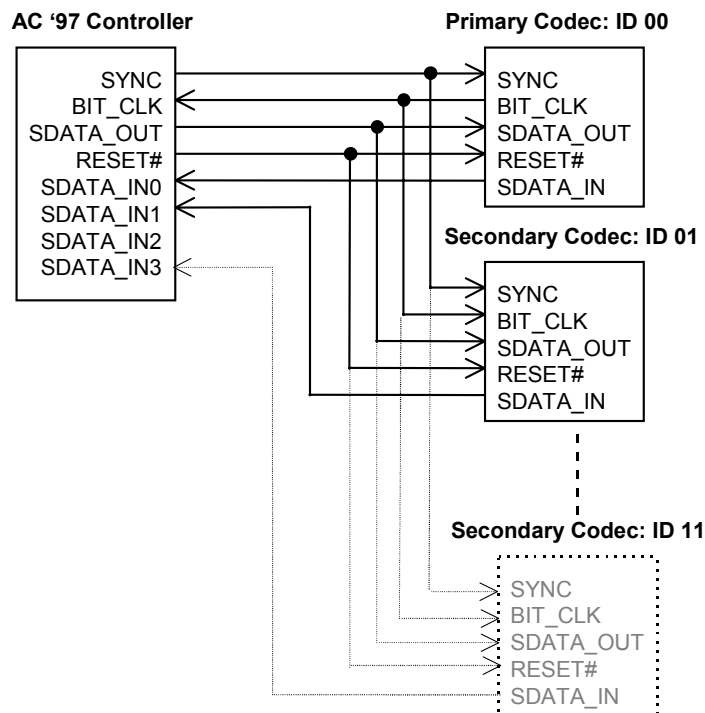 AC ‘97 Controller
SYNC
BIT_CLK
SDATA_OUT
RESET#
SDATA_IN0
SDATA_IN1
SDATA_IN2
SDATA_IN3
Primary Codec: ID 00
SYNC
BIT_CLK
SDATA_OUT
RESET#
SDATA_IN
Secondary Codec: ID 01
SYNC
BIT_CLK
SDATA_OUT
RESET#
SDATA_IN
Secondary Codec: ID 11
SYNC
BIT_CLK
SDATA_OUT
RESET#
SDATA_IN